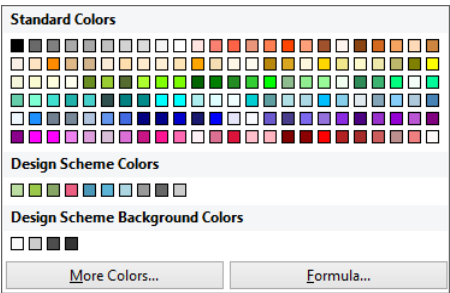 Standard Colors
Design Scheme Colors
Design Scheme Background Colors
More Colors...
Formula...